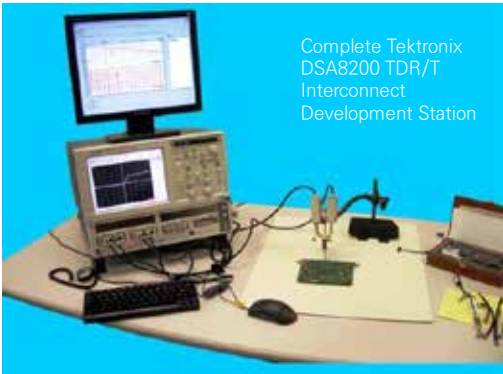 Complete Tektronix
DSA8200 TDR/T
Interconnect
Development Station